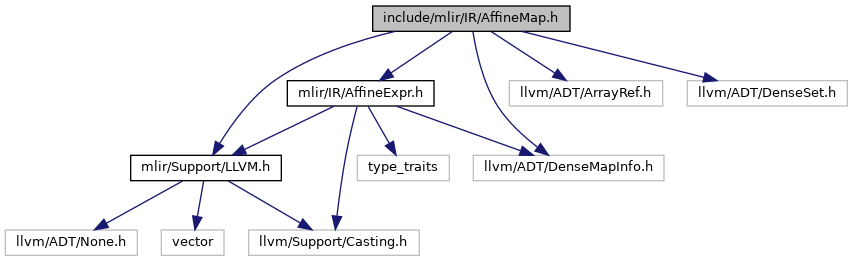 include/mlir/IR/AffineMap.h
mlir/IR/AffineExpr.h
llvm/ADT/ArrayRef.h
llvm/ADT/DenseSet.h
mlir/Support/LLVM.h
type_traits
llvm/ADT/DenseMapInfo.h
llvm/ADT/None.h
vector
llvm/Support/Casting.h